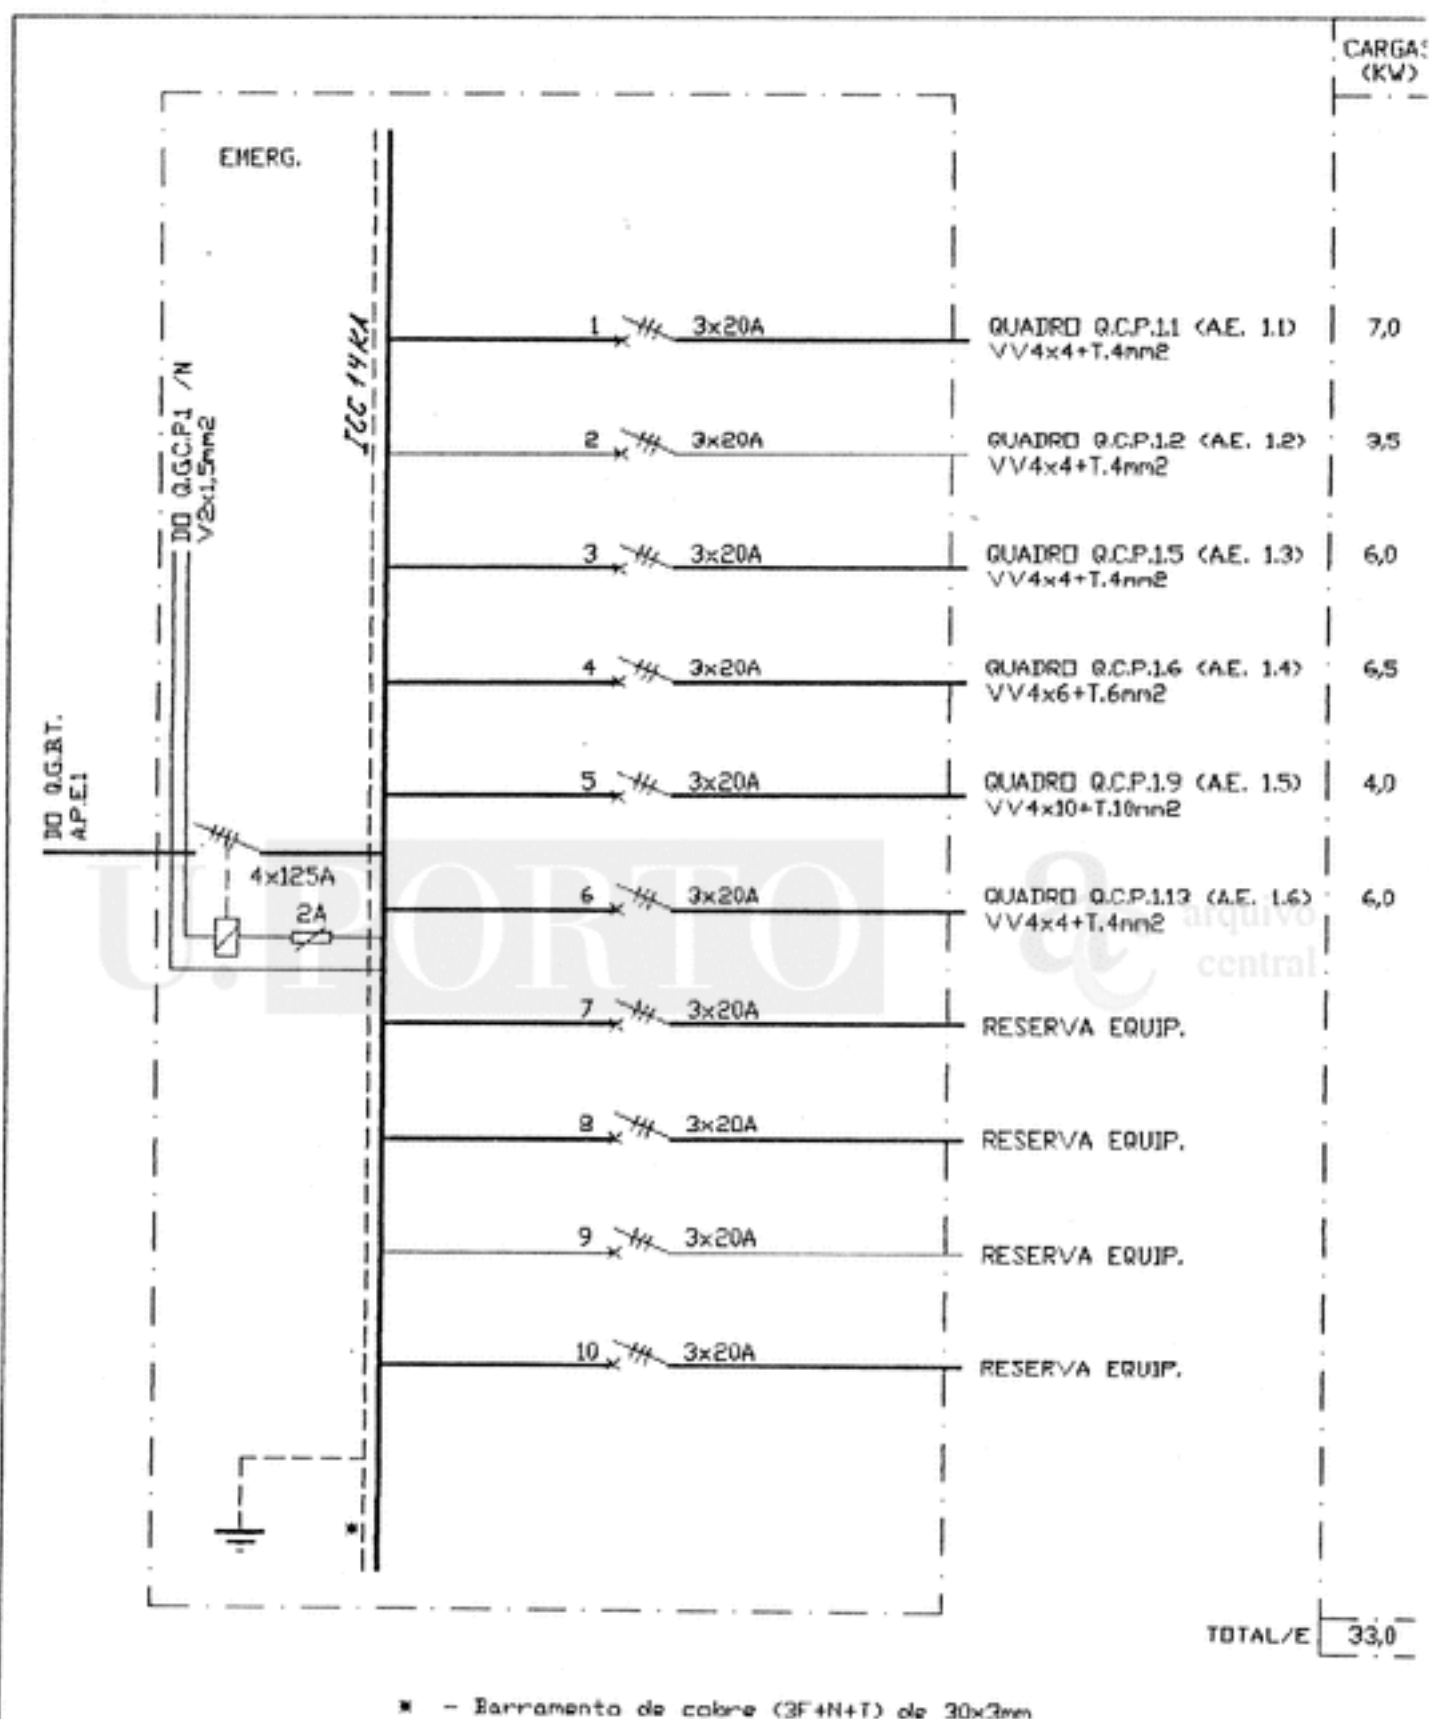 CARGAS
(KW)
EMERG.
ICC 14KA
DO Q.G.C.P.1 /N
V2x1,5mm2
DO Q.G.B.T.
A.P.E.1
4x125A
2A
1 3x20A QUADRO Q.C.P.1.1 (A.E. 1.1) 7,0
VV4x4+T.4mm2
2 3x20A QUADRO Q.C.P.1.2 (A.E. 1.2) 3,5
VV4x4+T.4mm2
3 3x20A QUADRO Q.C.P.1.5 (A.E. 1.3) 6,0
VV4x4+T.4mm2
4 3x20A QUADRO Q.C.P.1.6 (A.E. 1.4) 6,5
VV4x6+T.6mm2
5 3x20A QUADRO Q.C.P.1.9 (A.E. 1.5) 4,0
VV4x10+T.10mm2
6 3x20A QUADRO Q.C.P.1.13 (A.E. 1.6) 6,0
VV4x4+T.4mm2
U.PORTO
arquivo
central
7 3x20A RESERVA EQUIP.
8 3x20A RESERVA EQUIP.
9 3x20A RESERVA EQUIP.
10 3x20A RESERVA EQUIP.
*
TOTAL/E 33,0
* - Barramento de cobre (3F+N+T) de 30x3mm